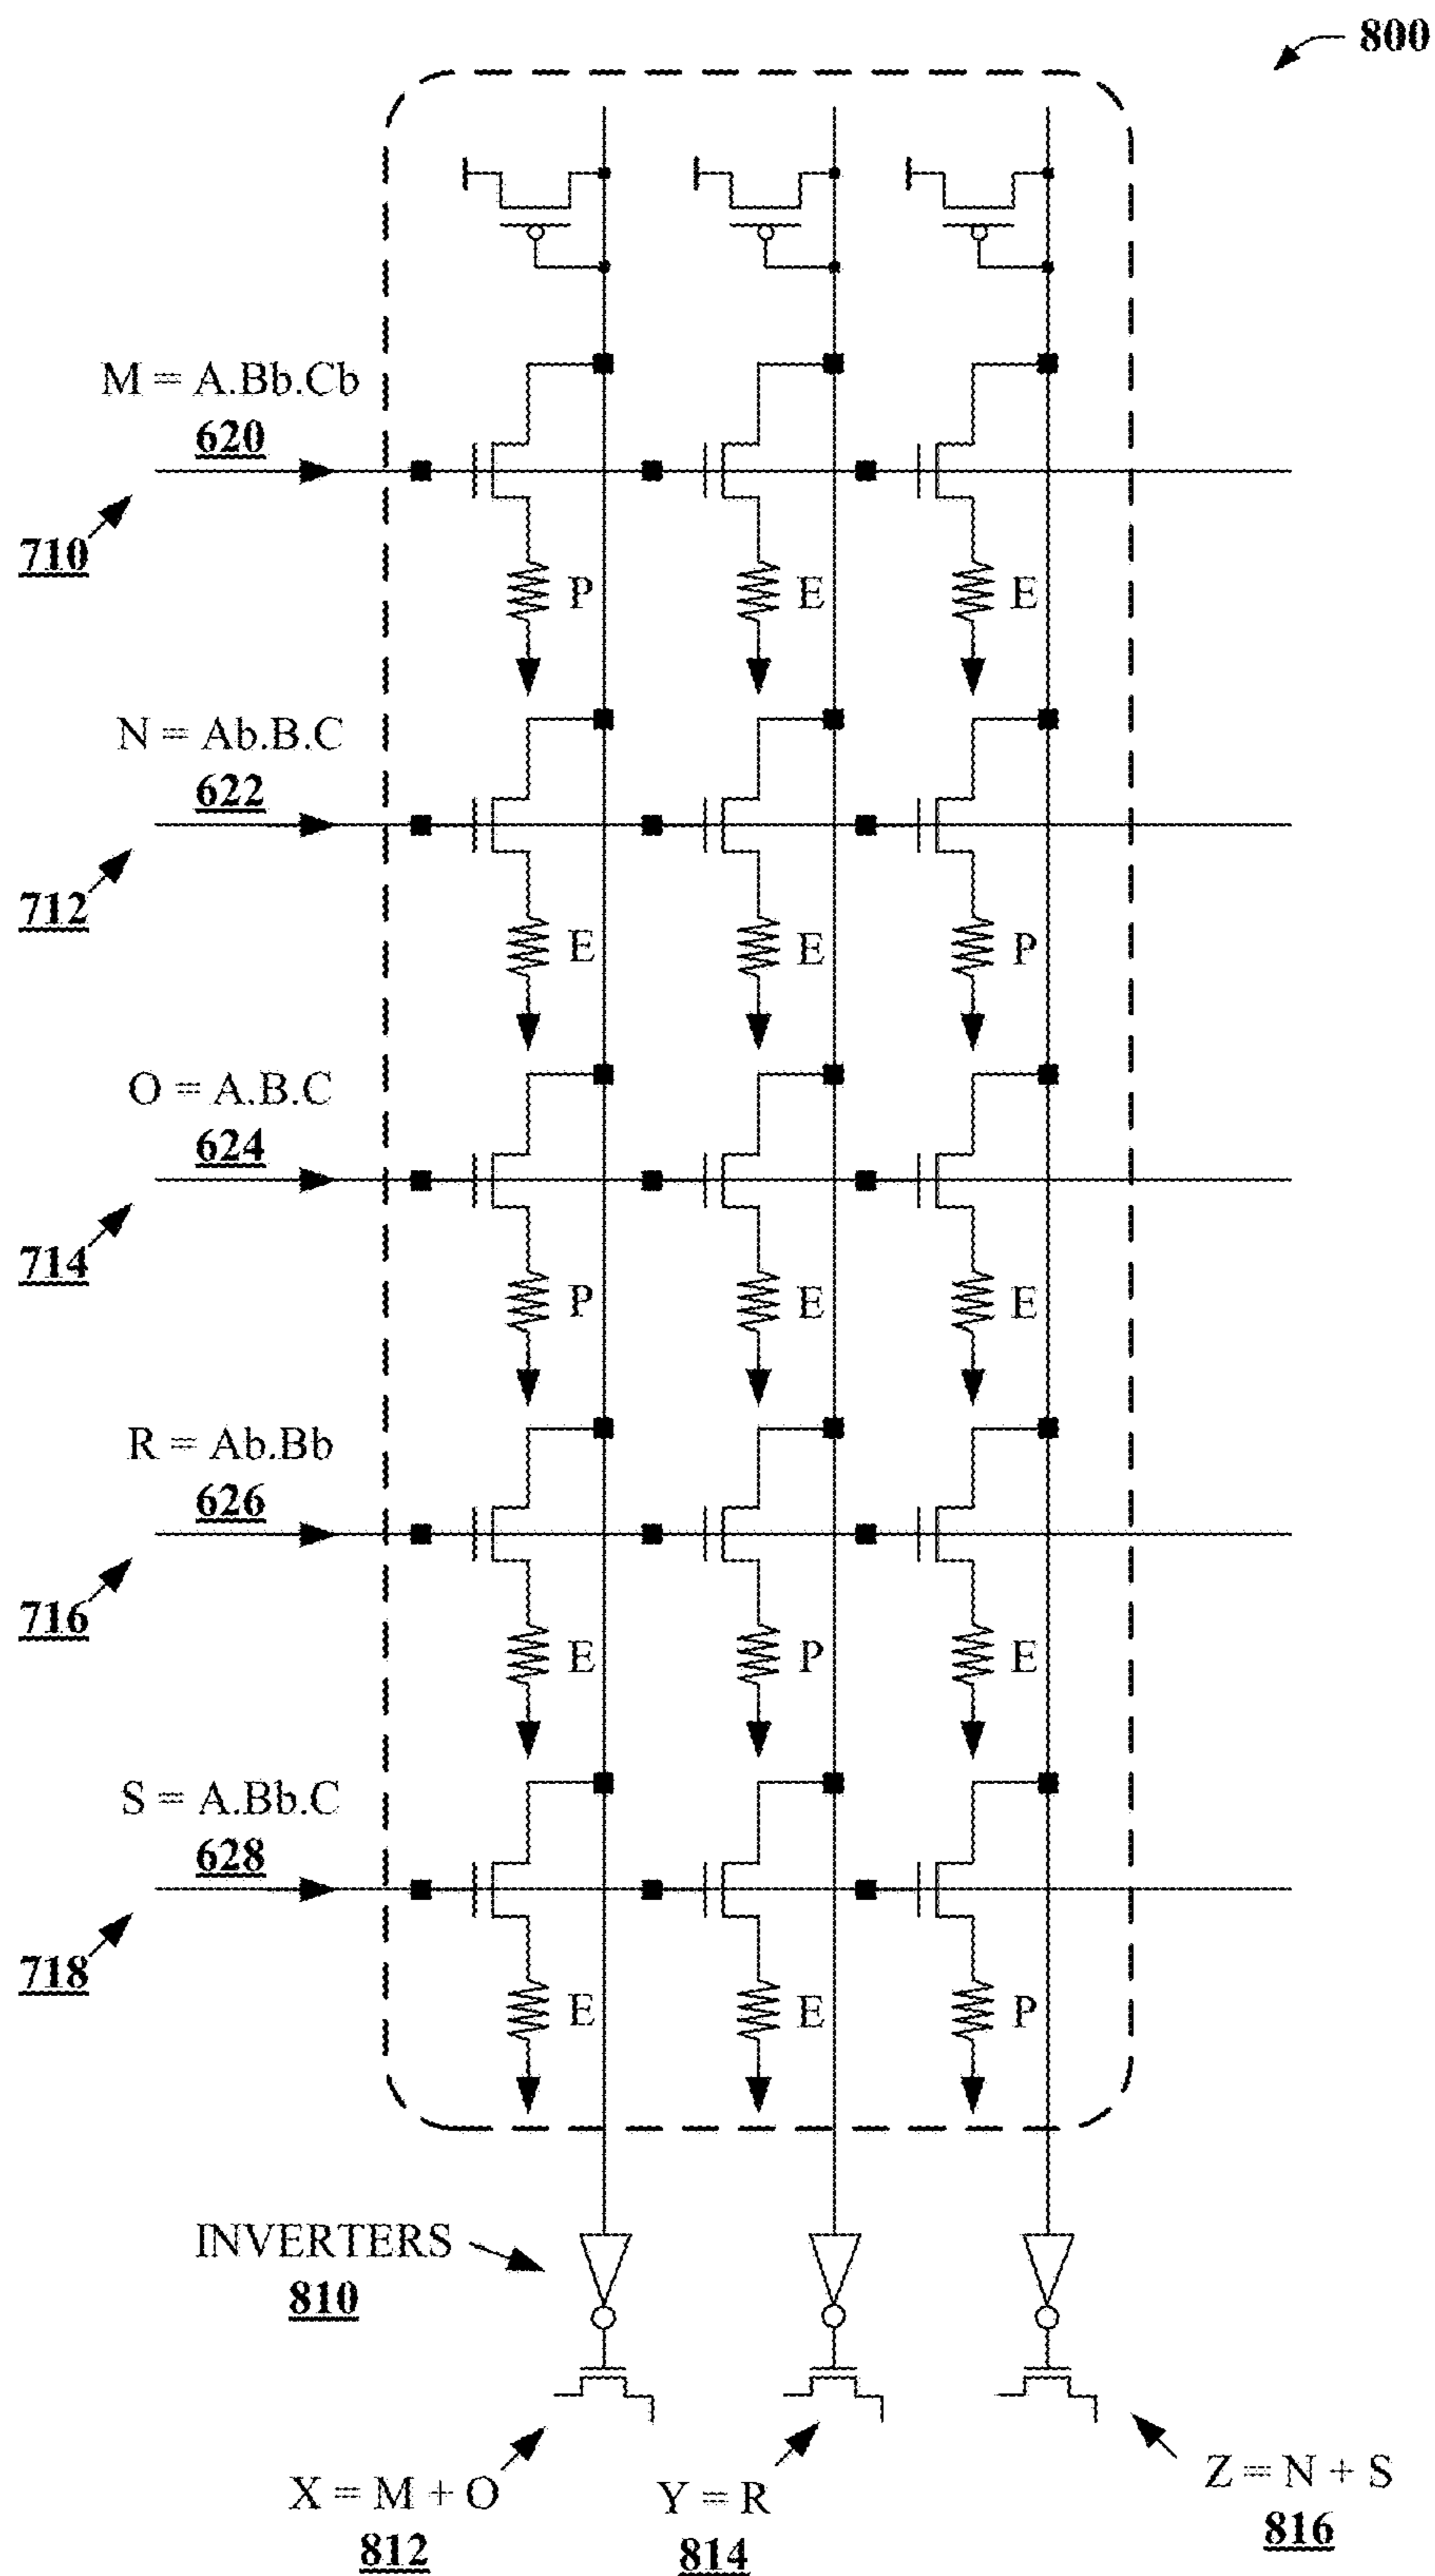 800
M = A.Bb.Cb
620
710
P E E
N = Ab.B.C
622
712
E E P
O = A.B.C
624
714
P E E
R = Ab.Bb
626
716
E P E
S = A.Bb.C
628
718
E E P
INVERTERS
810
X = M + O
812
Y = R
814
Z = N + S
816